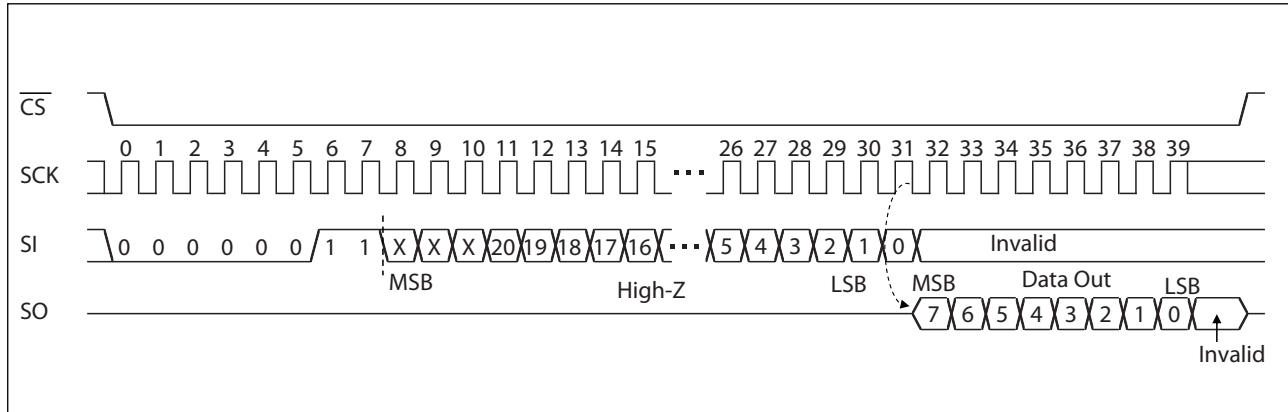 CS
0 1 2 3 4 5 6 7 8 9 10 11 12 13 14 15 26 27 28 29 30 31 32 33 34 35 36 37 38 39
SCK
SI 0 0 0 0 0 0 1 1 X X X 20 19 18 17 16 5 4 3 2 1 0 Invalid
MSB High-Z LSB MSB Data Out LSB
SO 7 6 5 4 3 2 1 0
Invalid